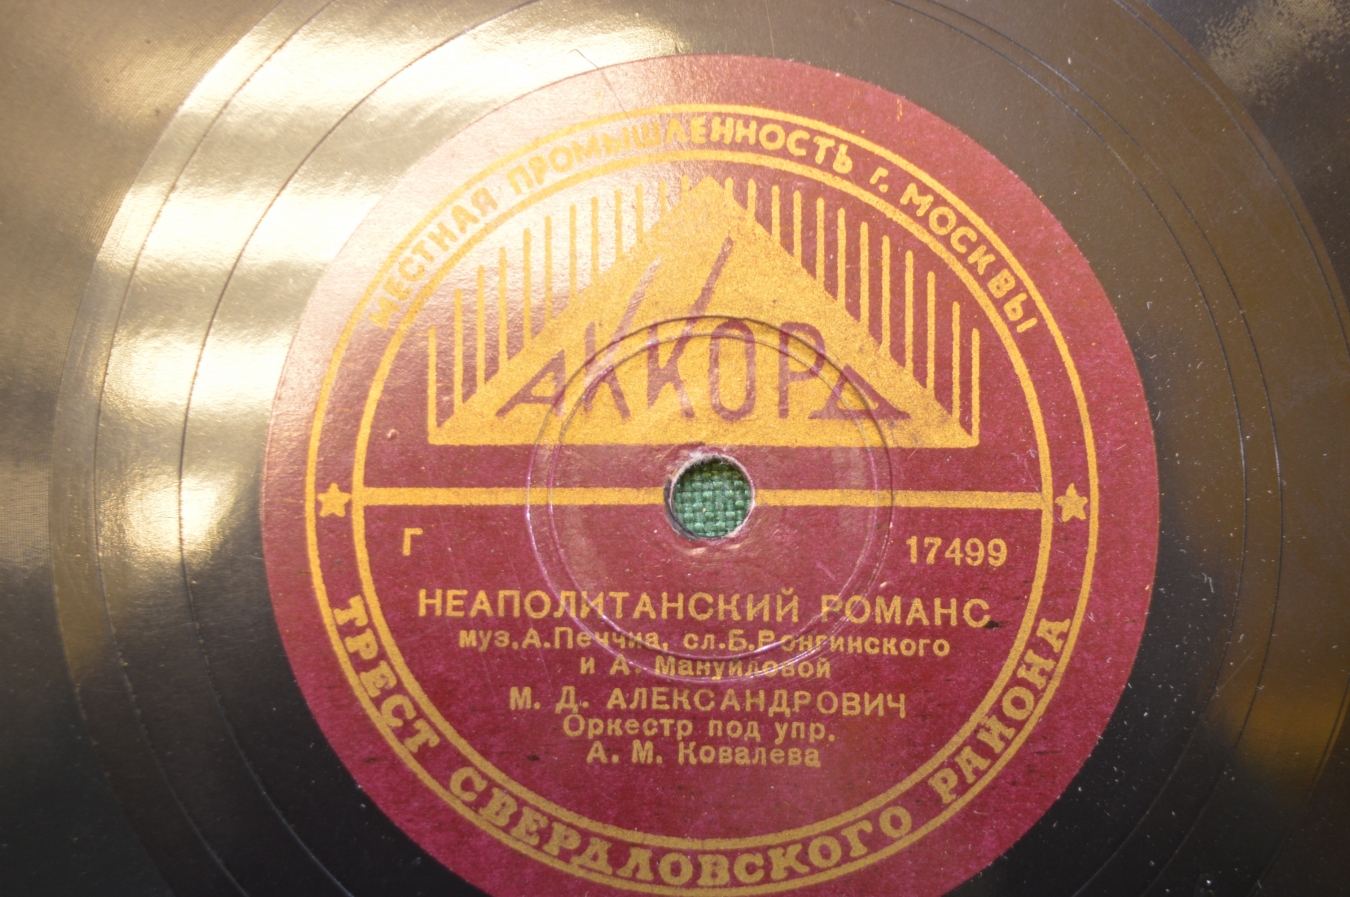 МЕСТНАЯ ПРОМЫШЛЕННОСТЬ г. МОСКВЫ
АККОРД
Г 17499
НЕАПОЛИТАНСКИЙ РОМАНС
муз. А. Печчиа, сл. Б. Ронгинского
и А. Мануиловой
М. Д. АЛЕКСАНДРОВИЧ
Оркестр под упр.
А. М. Ковалева
ТРЕСТ СВЕРДЛОВСКОГО РАЙОНА